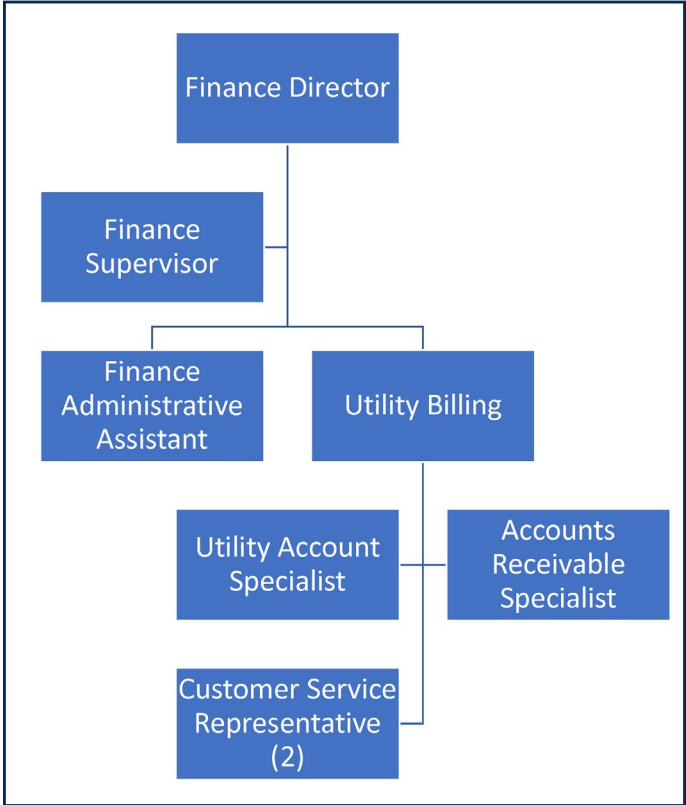 Finance Director
Finance
Supervisor
Finance
Administrative
Assistant
Utility Billing
Utility Account
Specialist
Accounts
Receivable
Specialist
Customer Service
Representative
(2)